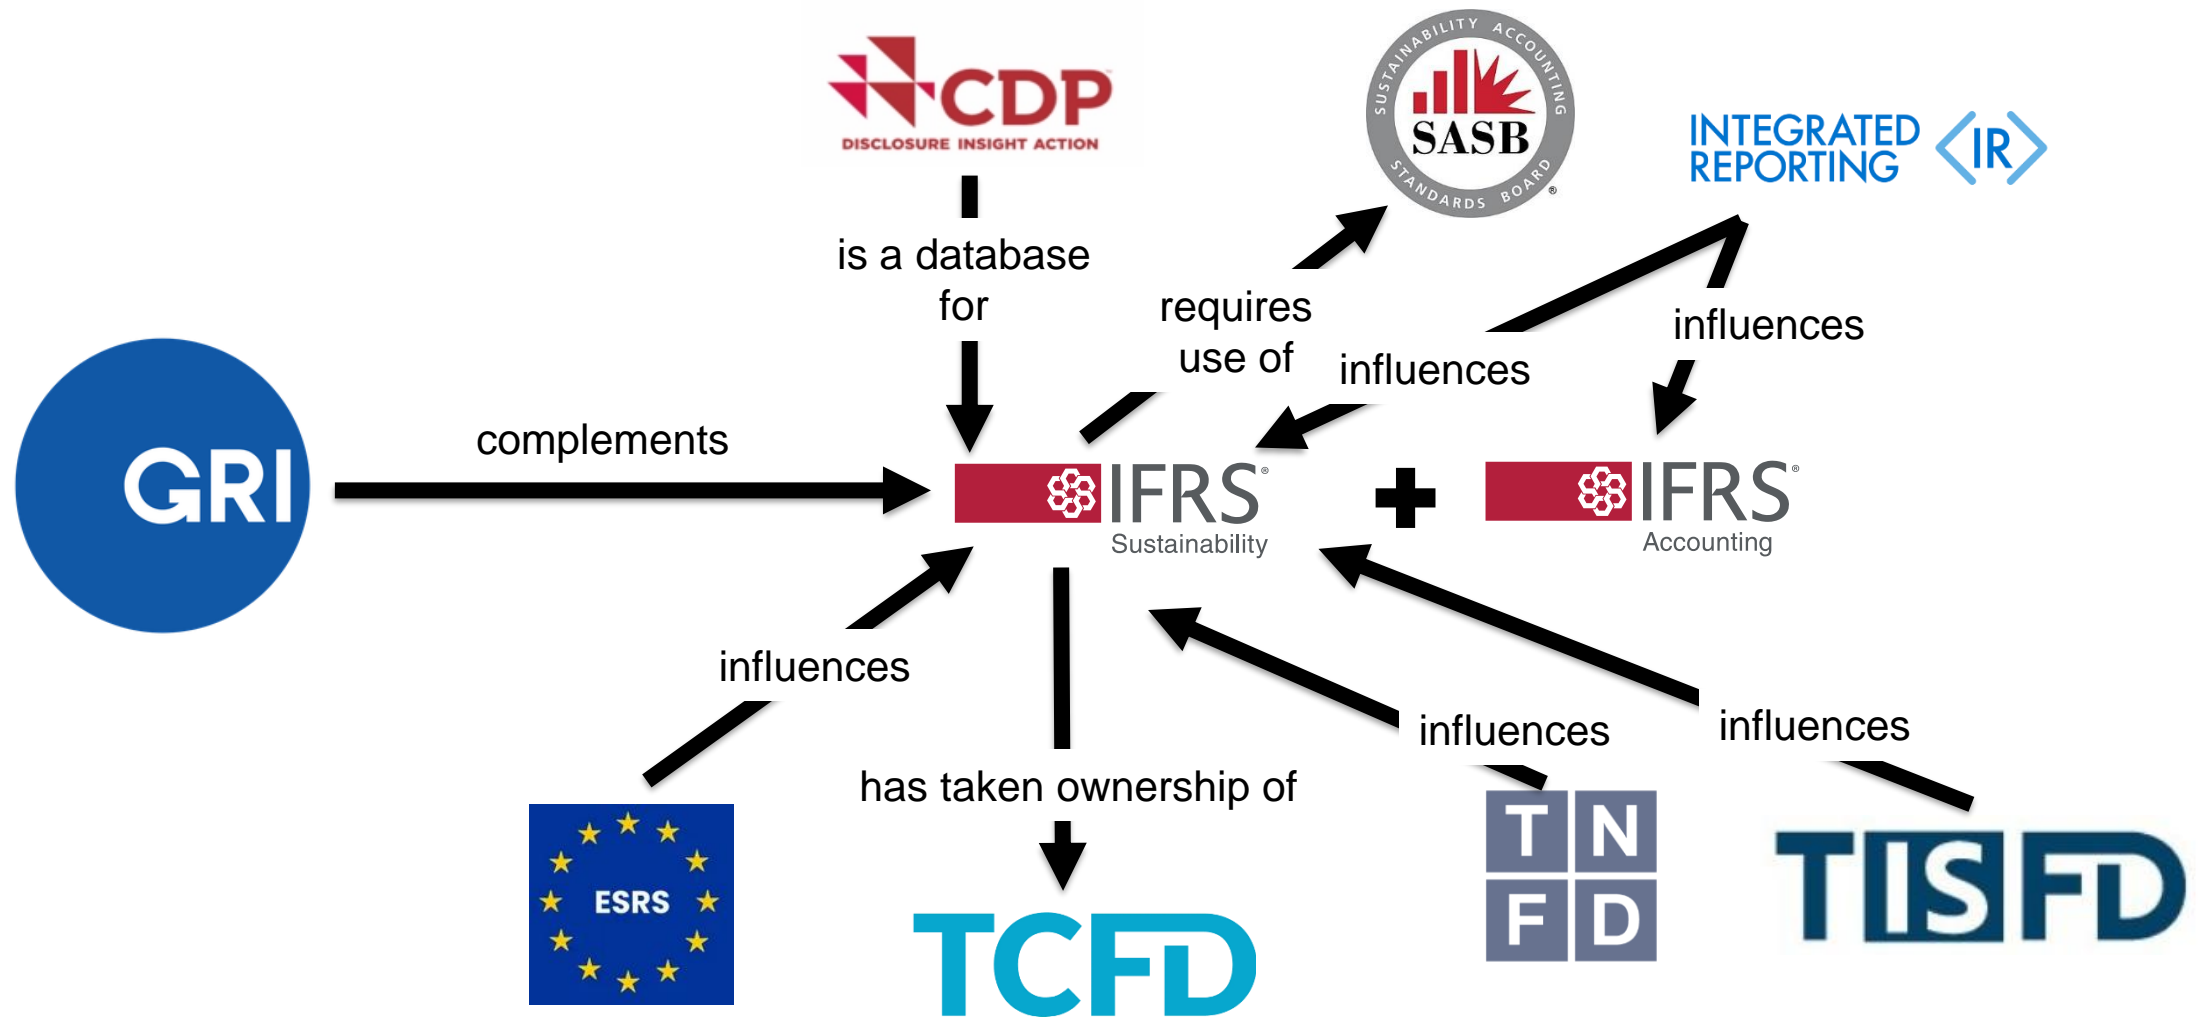 CDP
DISCLOSURE INSIGHT ACTION
SUSTAINABILITY ACCOUNTING
SASB
STANDARDS BOARD
®
INTEGRATED
REPORTING
IR
is a database
for
requires
use of
influences
influences
GRI
complements
IFRS®
Sustainability
+
IFRS®
Accounting
influences
has taken ownership of
influences
influences
ESRS
TCFD
T N
F D
TISFD